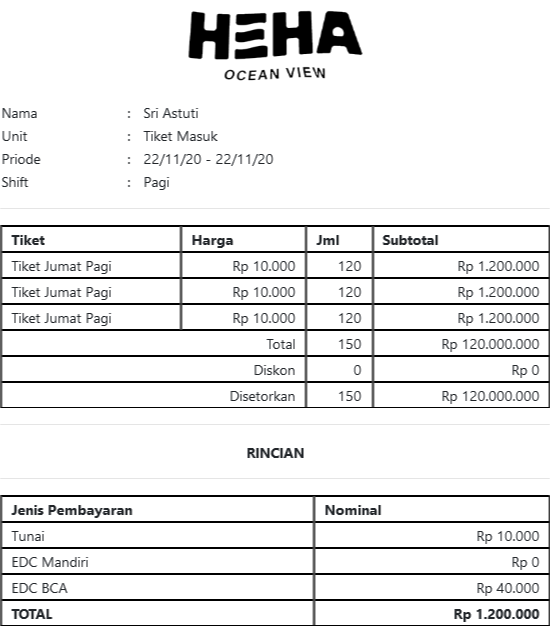 HEHA
OCEAN VIEW
Nama : Sri Astuti
Unit : Tiket Masuk
Priode : 22/11/20 - 22/11/20
Shift : Pagi
Tiket Harga Jml Subtotal
Tiket Jumat Pagi Rp 10.000 120 Rp 1.200.000
Tiket Jumat Pagi Rp 10.000 120 Rp 1.200.000
Tiket Jumat Pagi Rp 10.000 120 Rp 1.200.000
Total 150 Rp 120.000.000
Diskon 0 Rp 0
Disetorkan 150 Rp 120.000.000
RINCIAN
Jenis Pembayaran Nominal
Tunai Rp 10.000
EDC Mandiri Rp 0
EDC BCA Rp 40.000
TOTAL Rp 1.200.000